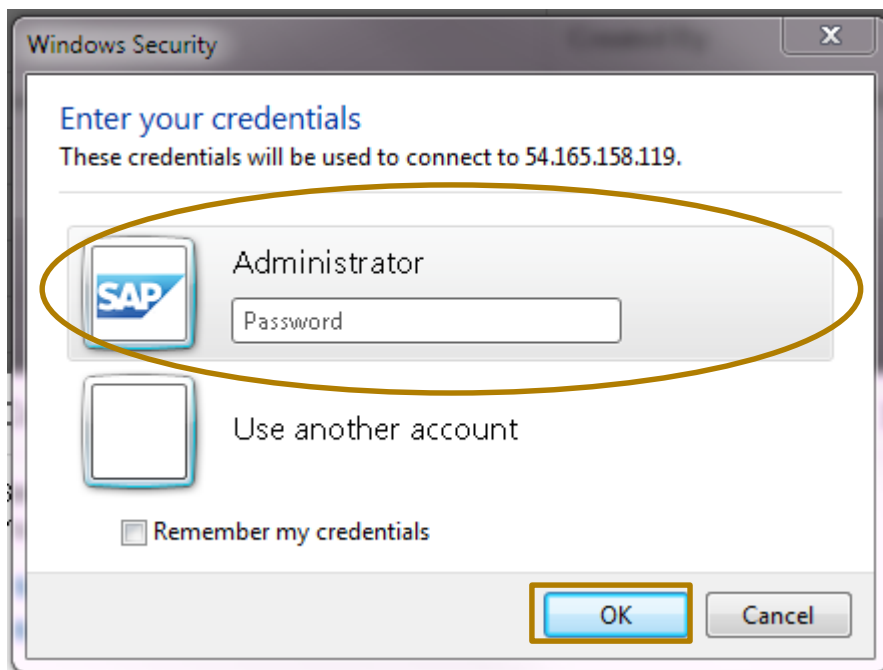 Windows Security
Enter your credentials
These credentials will be used to connect to 54.165.158.119.
Administrator
SAP
Password
Use another account
Remember my credentials
OK
Cancel